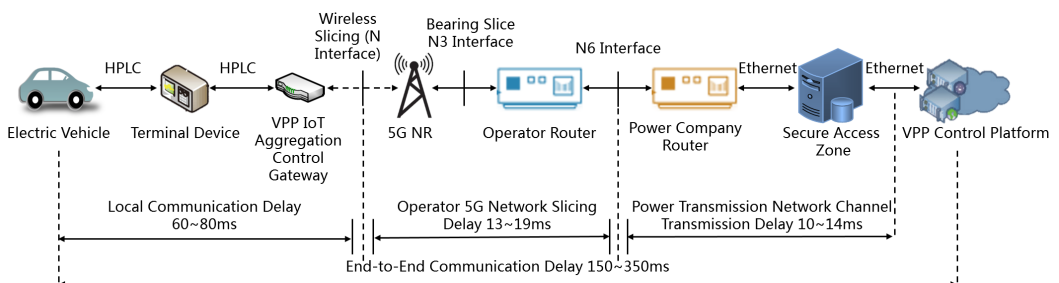 Wireless
Slicing (N
Interface)
Bearing Slice
N3 Interface
N6 Interface
HPLC
HPLC
Ethernet
Ethernet
Electric Vehicle
Terminal Device
VPP IoT
Aggregation
Control
Gateway
5G NR
Operator Router
Power Company
Router
Secure Access
Zone
VPP Control Platform
Local Communication Delay
60~80ms
Operator 5G Network Slicing
Delay 13~19ms
Power Transmission Network Channel
Transmission Delay 10~14ms
End-to-End Communication Delay 150~350ms